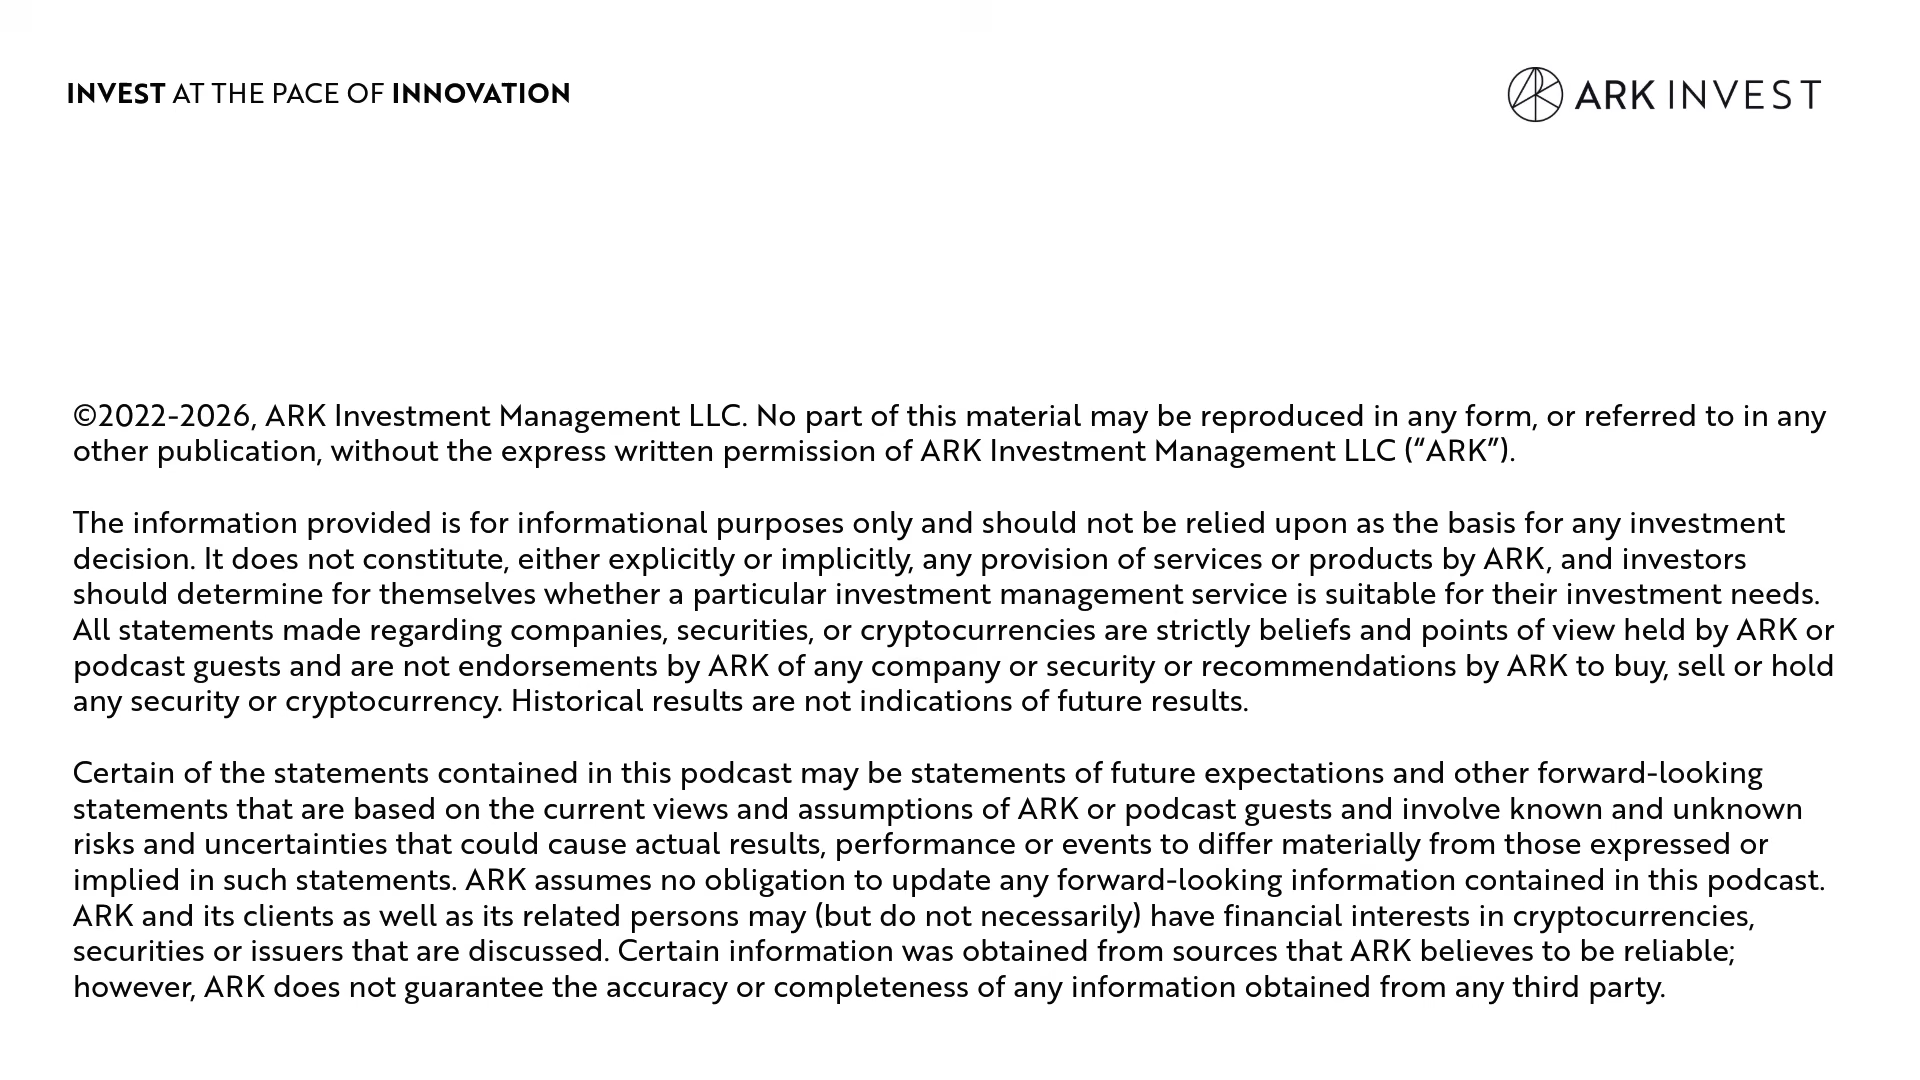 INVEST AT THE PACE OF INNOVATION
ARK INVEST
©2022-2026, ARK Investment Management LLC. No part of this material may be reproduced in any form, or referred to in any
other publication, without the express written permission of ARK Investment Management LLC (“ARK”).
The information provided is for informational purposes only and should not be relied upon as the basis for any investment
decision. It does not constitute, either explicitly or implicitly, any provision of services or products by ARK, and investors
should determine for themselves whether a particular investment management service is suitable for their investment needs.
All statements made regarding companies, securities, or cryptocurrencies are strictly beliefs and points of view held by ARK or
podcast guests and are not endorsements by ARK of any company or security or recommendations by ARK to buy, sell or hold
any security or cryptocurrency. Historical results are not indications of future results.
Certain of the statements contained in this podcast may be statements of future expectations and other forward-looking
statements that are based on the current views and assumptions of ARK or podcast guests and involve known and unknown
risks and uncertainties that could cause actual results, performance or events to differ materially from those expressed or
implied in such statements. ARK assumes no obligation to update any forward-looking information contained in this podcast.
ARK and its clients as well as its related persons may (but do not necessarily) have financial interests in cryptocurrencies,
securities or issuers that are discussed. Certain information was obtained from sources that ARK believes to be reliable;
however, ARK does not guarantee the accuracy or completeness of any information obtained from any third party.